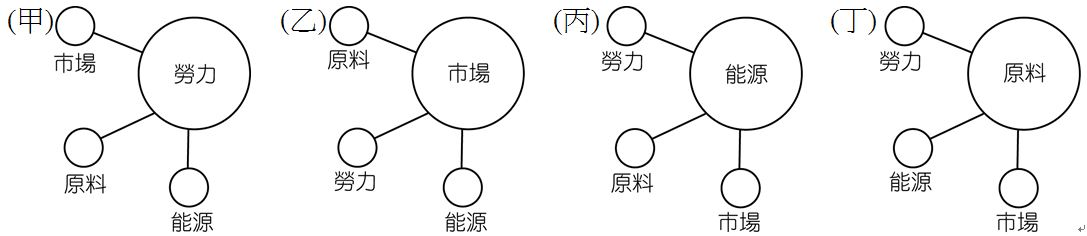 (甲) 市場 勞力 原料 能源
(乙) 原料 市場 勞力 能源
(丙) 勞力 能源 原料 市場
(丁) 勞力 原料 能源 市場